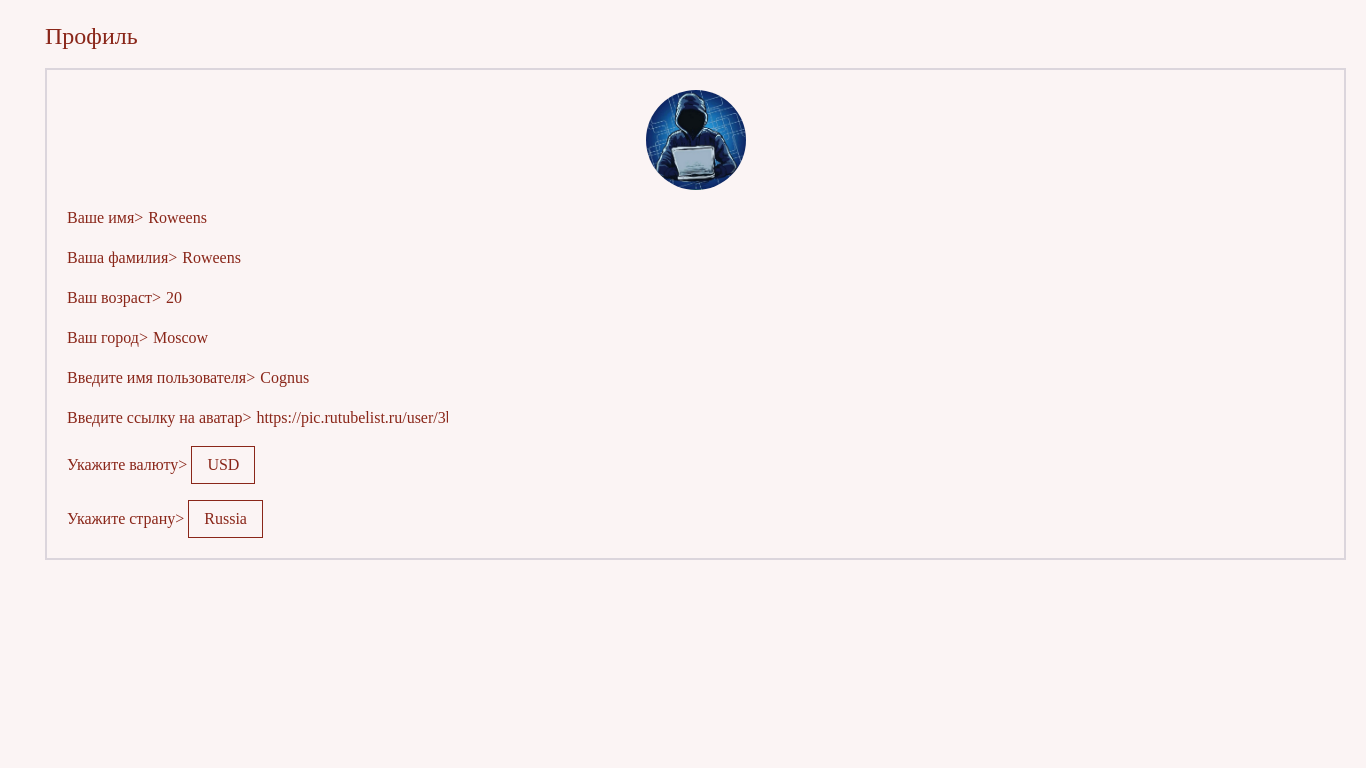 Профиль
Ваше имя> Roweens
Ваша фамилия> Roweens
Ваш возраст> 20
Ваш город> Moscow
Введите имя пользователя> Cognus
Введите ссылку на аватар> https://pic.rutubelist.ru/user/3
Укажите валюту> USD
Укажите страну> Russia